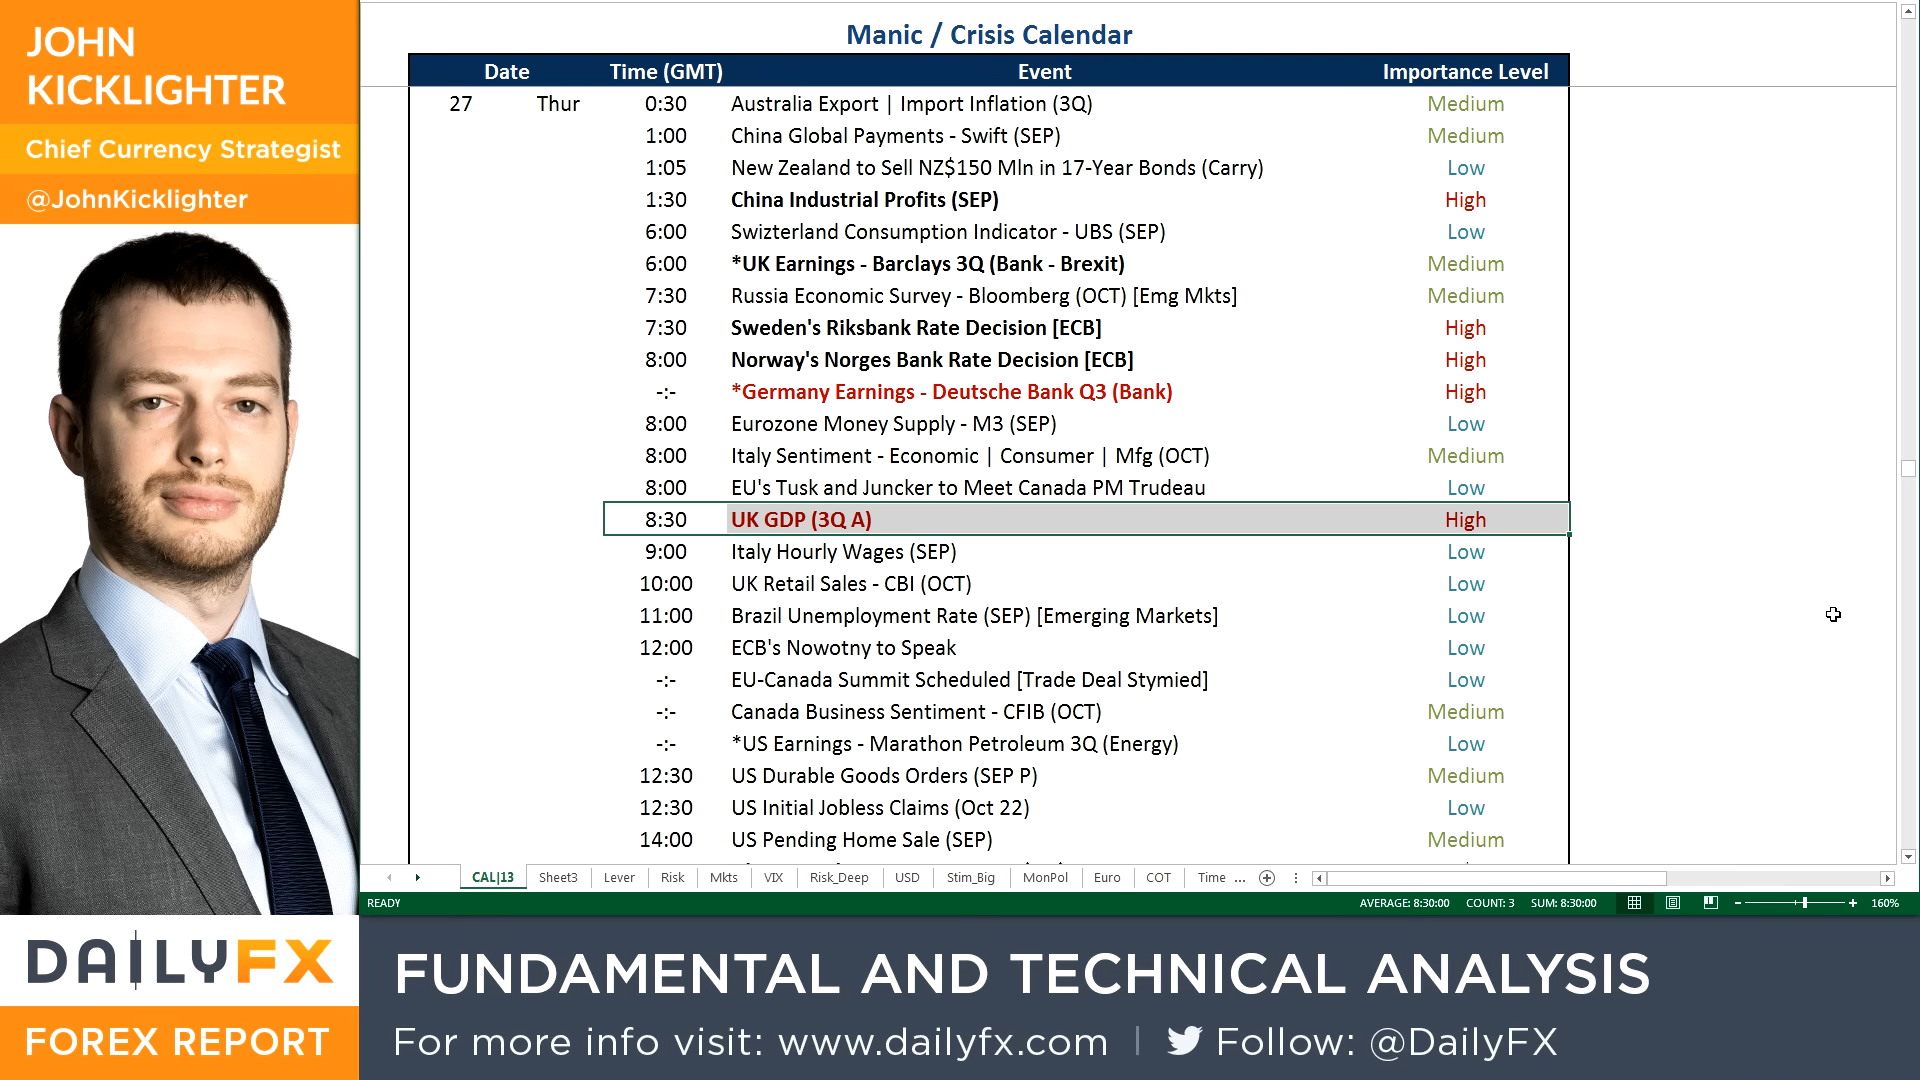 JOHN
KICKLIGHTER
Chief Currency Strategist
@JohnKicklighter
Manic / Crisis Calendar
Date Time (GMT) Event Importance Level
27 Thur 0:30 Australia Export | Import Inflation (3Q) Medium
1:00 China Global Payments - Swift (SEP) Medium
1:05 New Zealand to Sell NZ$150 Mln in 17-Year Bonds (Carry) Low
1:30 China Industrial Profits (SEP) High
6:00 Swizterland Consumption Indicator - UBS (SEP) Low
6:00 *UK Earnings - Barclays 3Q (Bank - Brexit) Medium
7:30 Russia Economic Survey - Bloomberg (OCT) [Emg Mkts] Medium
7:30 Sweden's Riksbank Rate Decision [ECB] High
8:00 Norway's Norges Bank Rate Decision [ECB] High
-:- *Germany Earnings - Deutsche Bank Q3 (Bank) High
8:00 Eurozone Money Supply - M3 (SEP) Low
8:00 Italy Sentiment - Economic | Consumer | Mfg (OCT) Medium
8:00 EU's Tusk and Juncker to Meet Canada PM Trudeau Low
8:30 UK GDP (3Q A) High
9:00 Italy Hourly Wages (SEP) Low
10:00 UK Retail Sales - CBI (OCT) Low
11:00 Brazil Unemployment Rate (SEP) [Emerging Markets] Low
12:00 ECB's Nowotny to Speak Low
-:- EU-Canada Summit Scheduled [Trade Deal Stymied] Low
-:- Canada Business Sentiment - CFIB (OCT) Medium
-:- *US Earnings - Marathon Petroleum 3Q (Energy) Low
12:30 US Durable Goods Orders (SEP P) Medium
12:30 US Initial Jobless Claims (Oct 22) Low
14:00 US Pending Home Sale (SEP) Medium
CAL|13 Sheet3 Lever Risk Mkts VIX Risk_Deep USD Stim_Big MonPol Euro COT Time ...
READY AVERAGE: 8:30:00 COUNT: 3 SUM: 8:30:00 160%
DAILYFX
FOREX REPORT
FUNDAMENTAL AND TECHNICAL ANALYSIS
For more info visit: www.dailyfx.com | Follow: @DailyFX